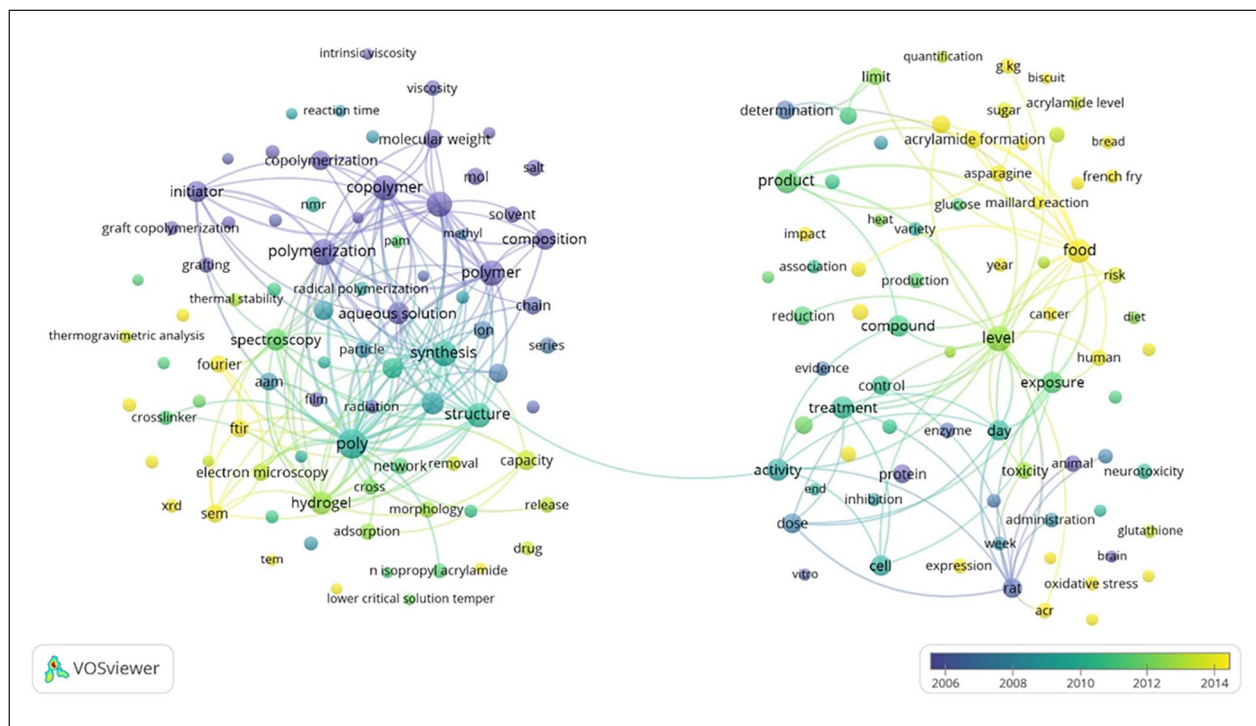 intrinsic viscosity
viscosity
reaction time
molecular weight
copolymerization
salt
mol
initiator
copolymer
nmr
solvent
graft copolymerization
methyl
composition
pam
polymerization
grafting
polymer
radical polymerization
thermal stability
chain
aqueous solution
ion
thermogravimetric analysis
spectroscopy
series
particle
synthesis
fourier
aam
film
radiation
crosslinker
structure
ftir
poly
electron microscopy
network
removal
capacity
cross
xrd
sem
hydrogel
morphology
release
adsorption
drug
tem
n isopropyl acrylamide
lower critical solution temper
quantification
g kg
limit
biscuit
determination
sugar
acrylamide level
acrylamide formation
bread
product
asparagine
french fry
glucose
maillard reaction
heat
variety
impact
food
association
year
risk
production
reduction
compound
cancer
diet
level
human
evidence
control
exposure
treatment
enzyme
day
activity
protein
toxicity
animal
neurotoxicity
end
inhibition
dose
administration
glutathione
week
brain
vitro
cell
expression
rat
oxidative stress
acr
VOSviewer
2006 2008 2010 2012 2014